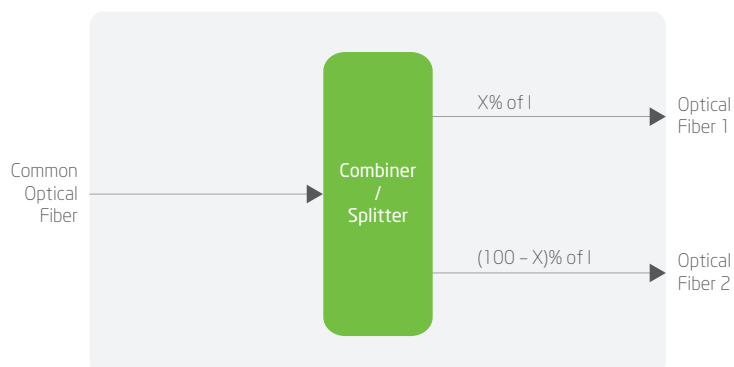 Common
Optical
Fiber
Combiner
/
Splitter
X% of I
Optical
Fiber 1
(100 – X)% of I
Optical
Fiber 2